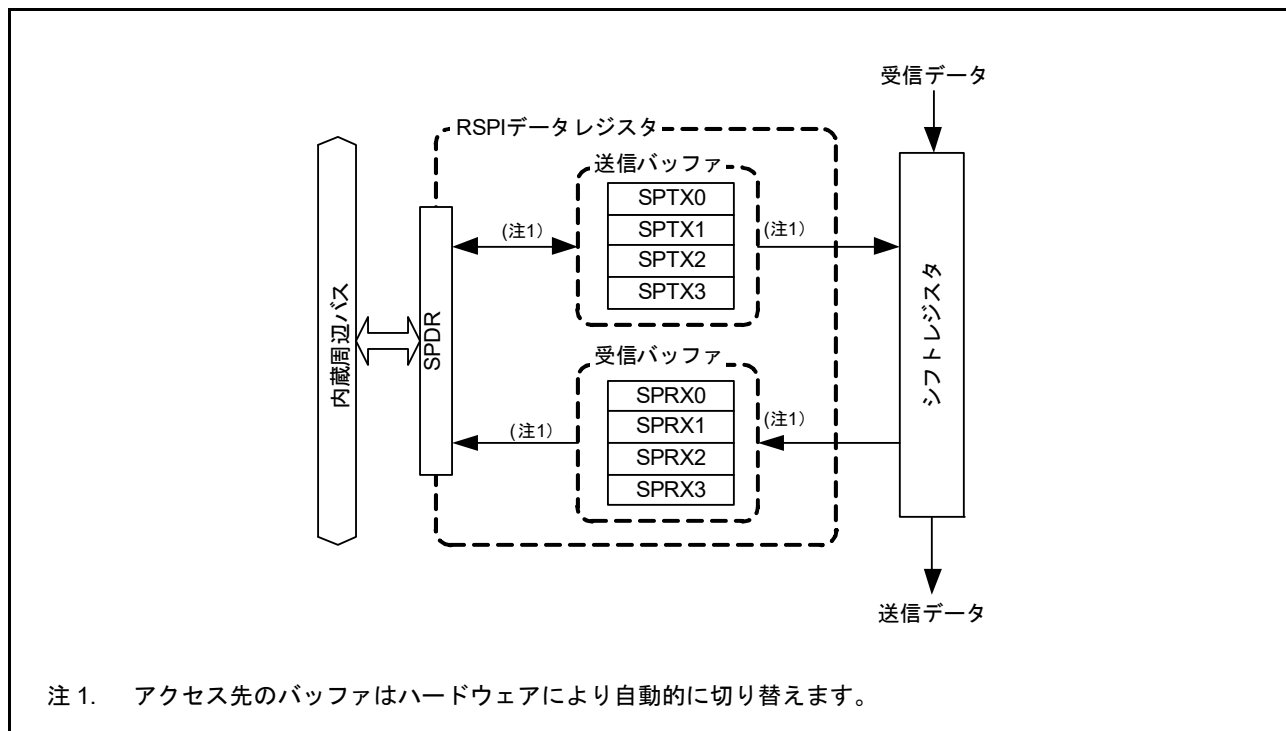 受信データ
RSPIデータレジスタ
送信バッファ
SPTX0
(注1)
(注1)
SPTX1
SPTX2
SPTX3
内蔵周辺バス
SPDR
シフトレジスタ
受信バッファ
SPRX0
(注1)
(注1)
SPRX1
SPRX2
SPRX3
送信データ
注 1. アクセス先のバッファはハードウェアにより自動的に切り替えます。